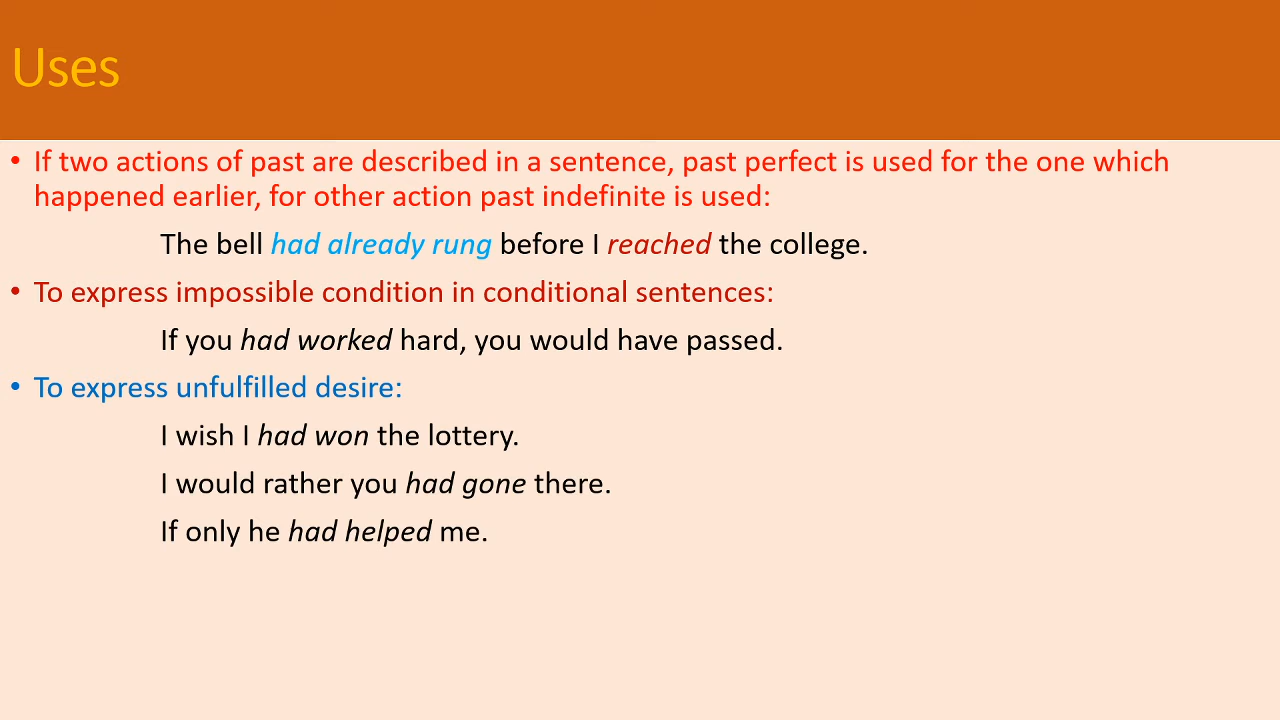 Uses
• If two actions of past are described in a sentence, past perfect is used for the one which
happened earlier, for other action past indefinite is used:
The bell had already rung before I reached the college.
• To express impossible condition in conditional sentences:
If you had worked hard, you would have passed.
• To express unfulfilled desire:
I wish I had won the lottery.
I would rather you had gone there.
If only he had helped me.